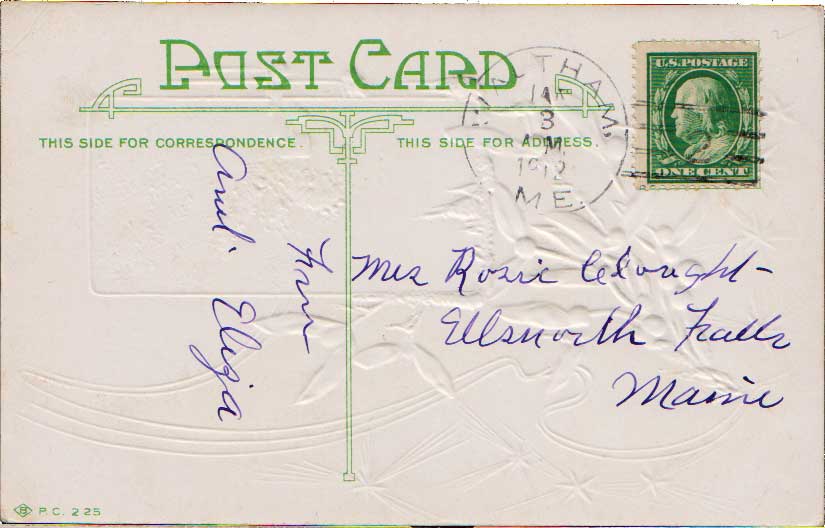 POST CARD
THIS SIDE FOR CORRESPONDENCE.
THIS SIDE FOR ADDRESS.
THAM,
3
M.
1912
ME.
U.S. POSTAGE
ONE CENT
From
Aunt Eliza
Rosie
Ellsworth Falls
Maine
P.C. 225